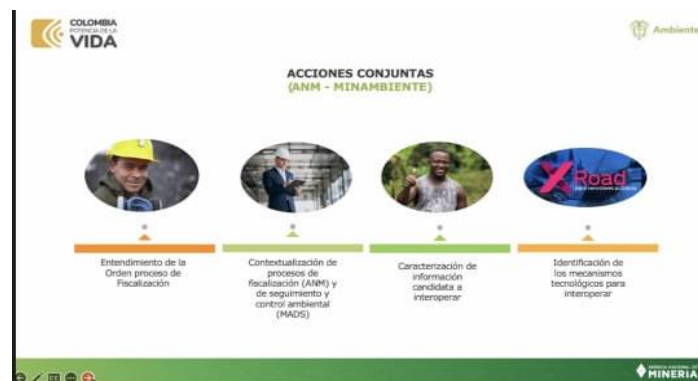 COLOMBIA
POTENCIA DE LA
VIDA
Ambiente
ACCIONES CONJUNTAS
(ANM - MINAMBIENTE)
X Road
Entendimiento de la
Orden proceso de
Fiscalización
Contextualización de
procesos de
fiscalización (ANM) y
de seguimiento y
control ambiental
(MADS)
Caracterización de
información
candidata a
interoperar
Identificación de
los mecanismos
tecnológicos para
interoperar
MINERÍA